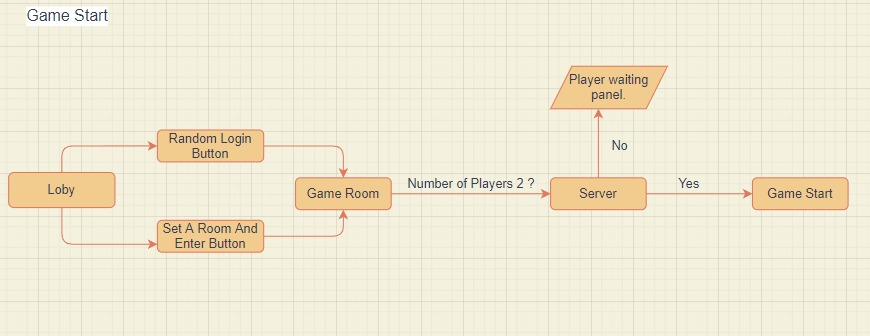 Game Start
Player waiting
panel.
Random Login
Button
No
Loby
Game Room
Number of Players 2 ?
Server
Yes
Game Start
Set A Room And
Enter Button